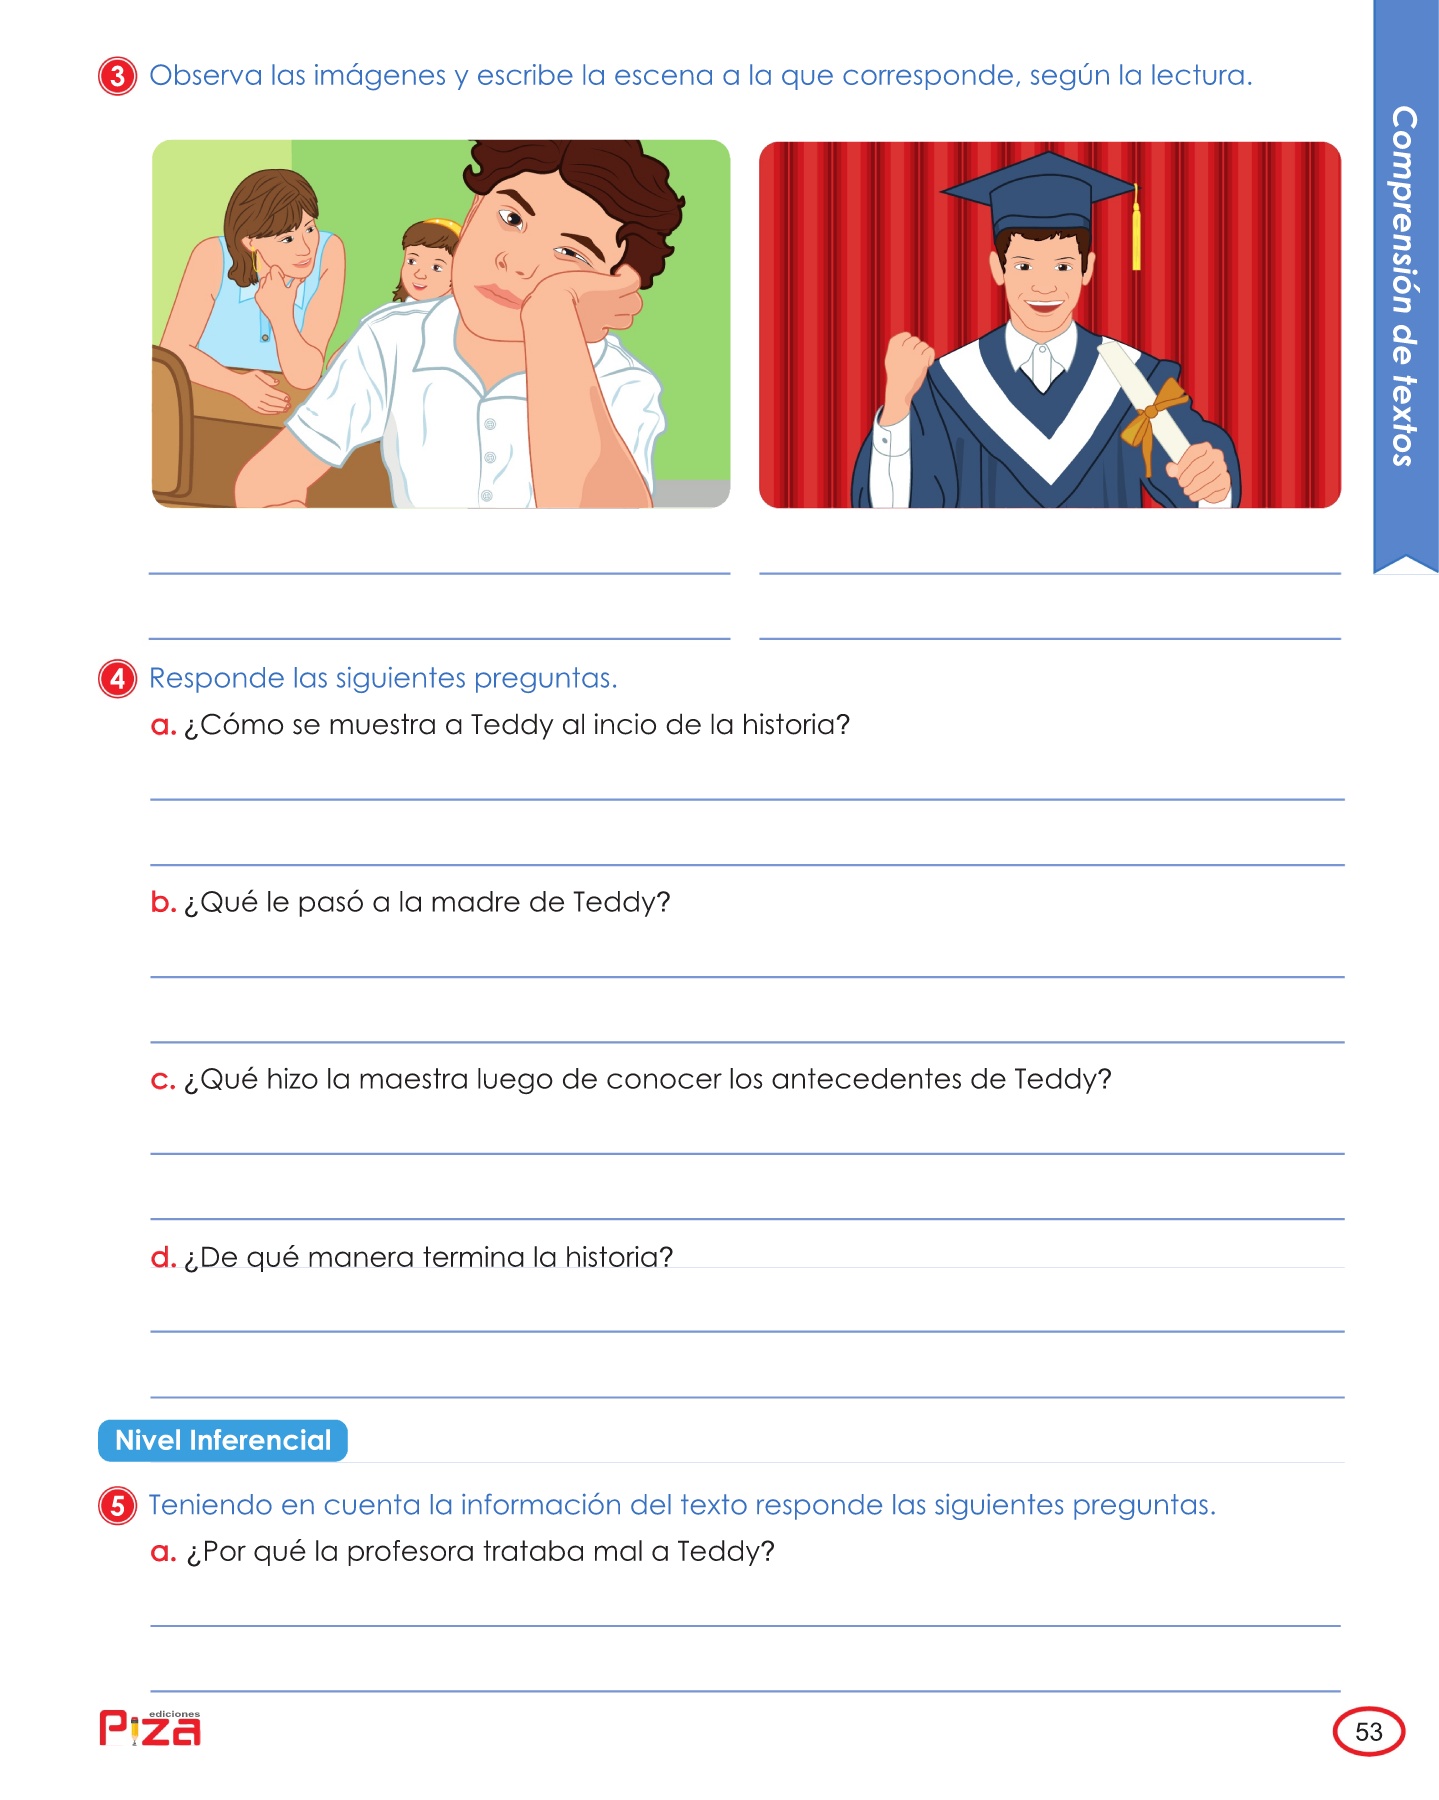 3 Observa las imágenes y escribe la escena a la que corresponde, según la lectura.
Comprensión de textos
4 Responde las siguientes preguntas.
a. ¿Cómo se muestra a Teddy al incio de la historia?
b. ¿Qué le pasó a la madre de Teddy?
c. ¿Qué hizo la maestra luego de conocer los antecedentes de Teddy?
d. ¿De qué manera termina la historia?
Nivel Inferencial
5 Teniendo en cuenta la información del texto responde las siguientes preguntas.
a. ¿Por qué la profesora trataba mal a Teddy?
ediciones
Piza
53